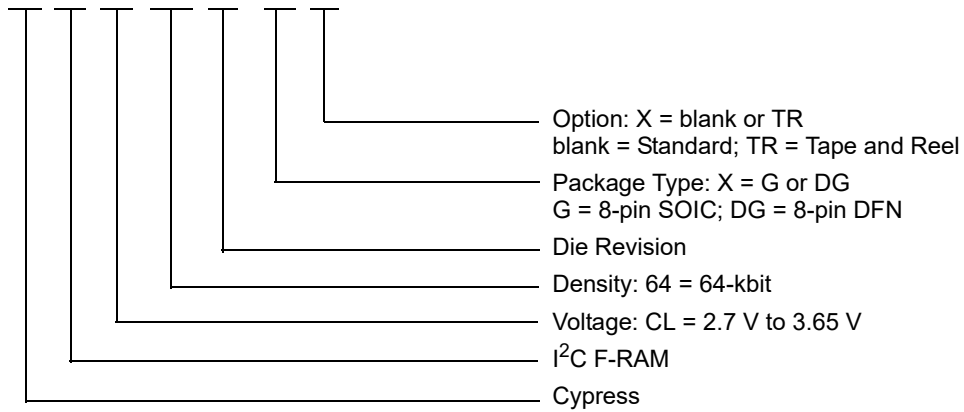 Option: X = blank or TR
blank = Standard; TR = Tape and Reel
Package Type: X = G or DG
G = 8-pin SOIC; DG = 8-pin DFN
Die Revision
Density: 64 = 64-kbit
Voltage: CL = 2.7 V to 3.65 V
I²C F-RAM
Cypress